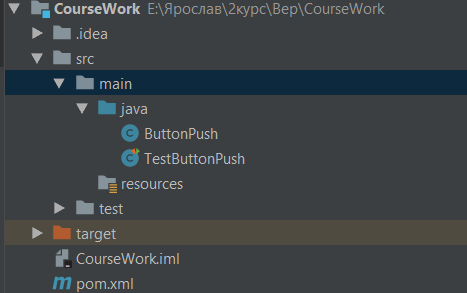 CourseWork E:\Ярослав\2курс\Вер\CourseWork
.idea
src
main
java
ButtonPush
TestButtonPush
resources
test
target
CourseWork.iml
pom.xml